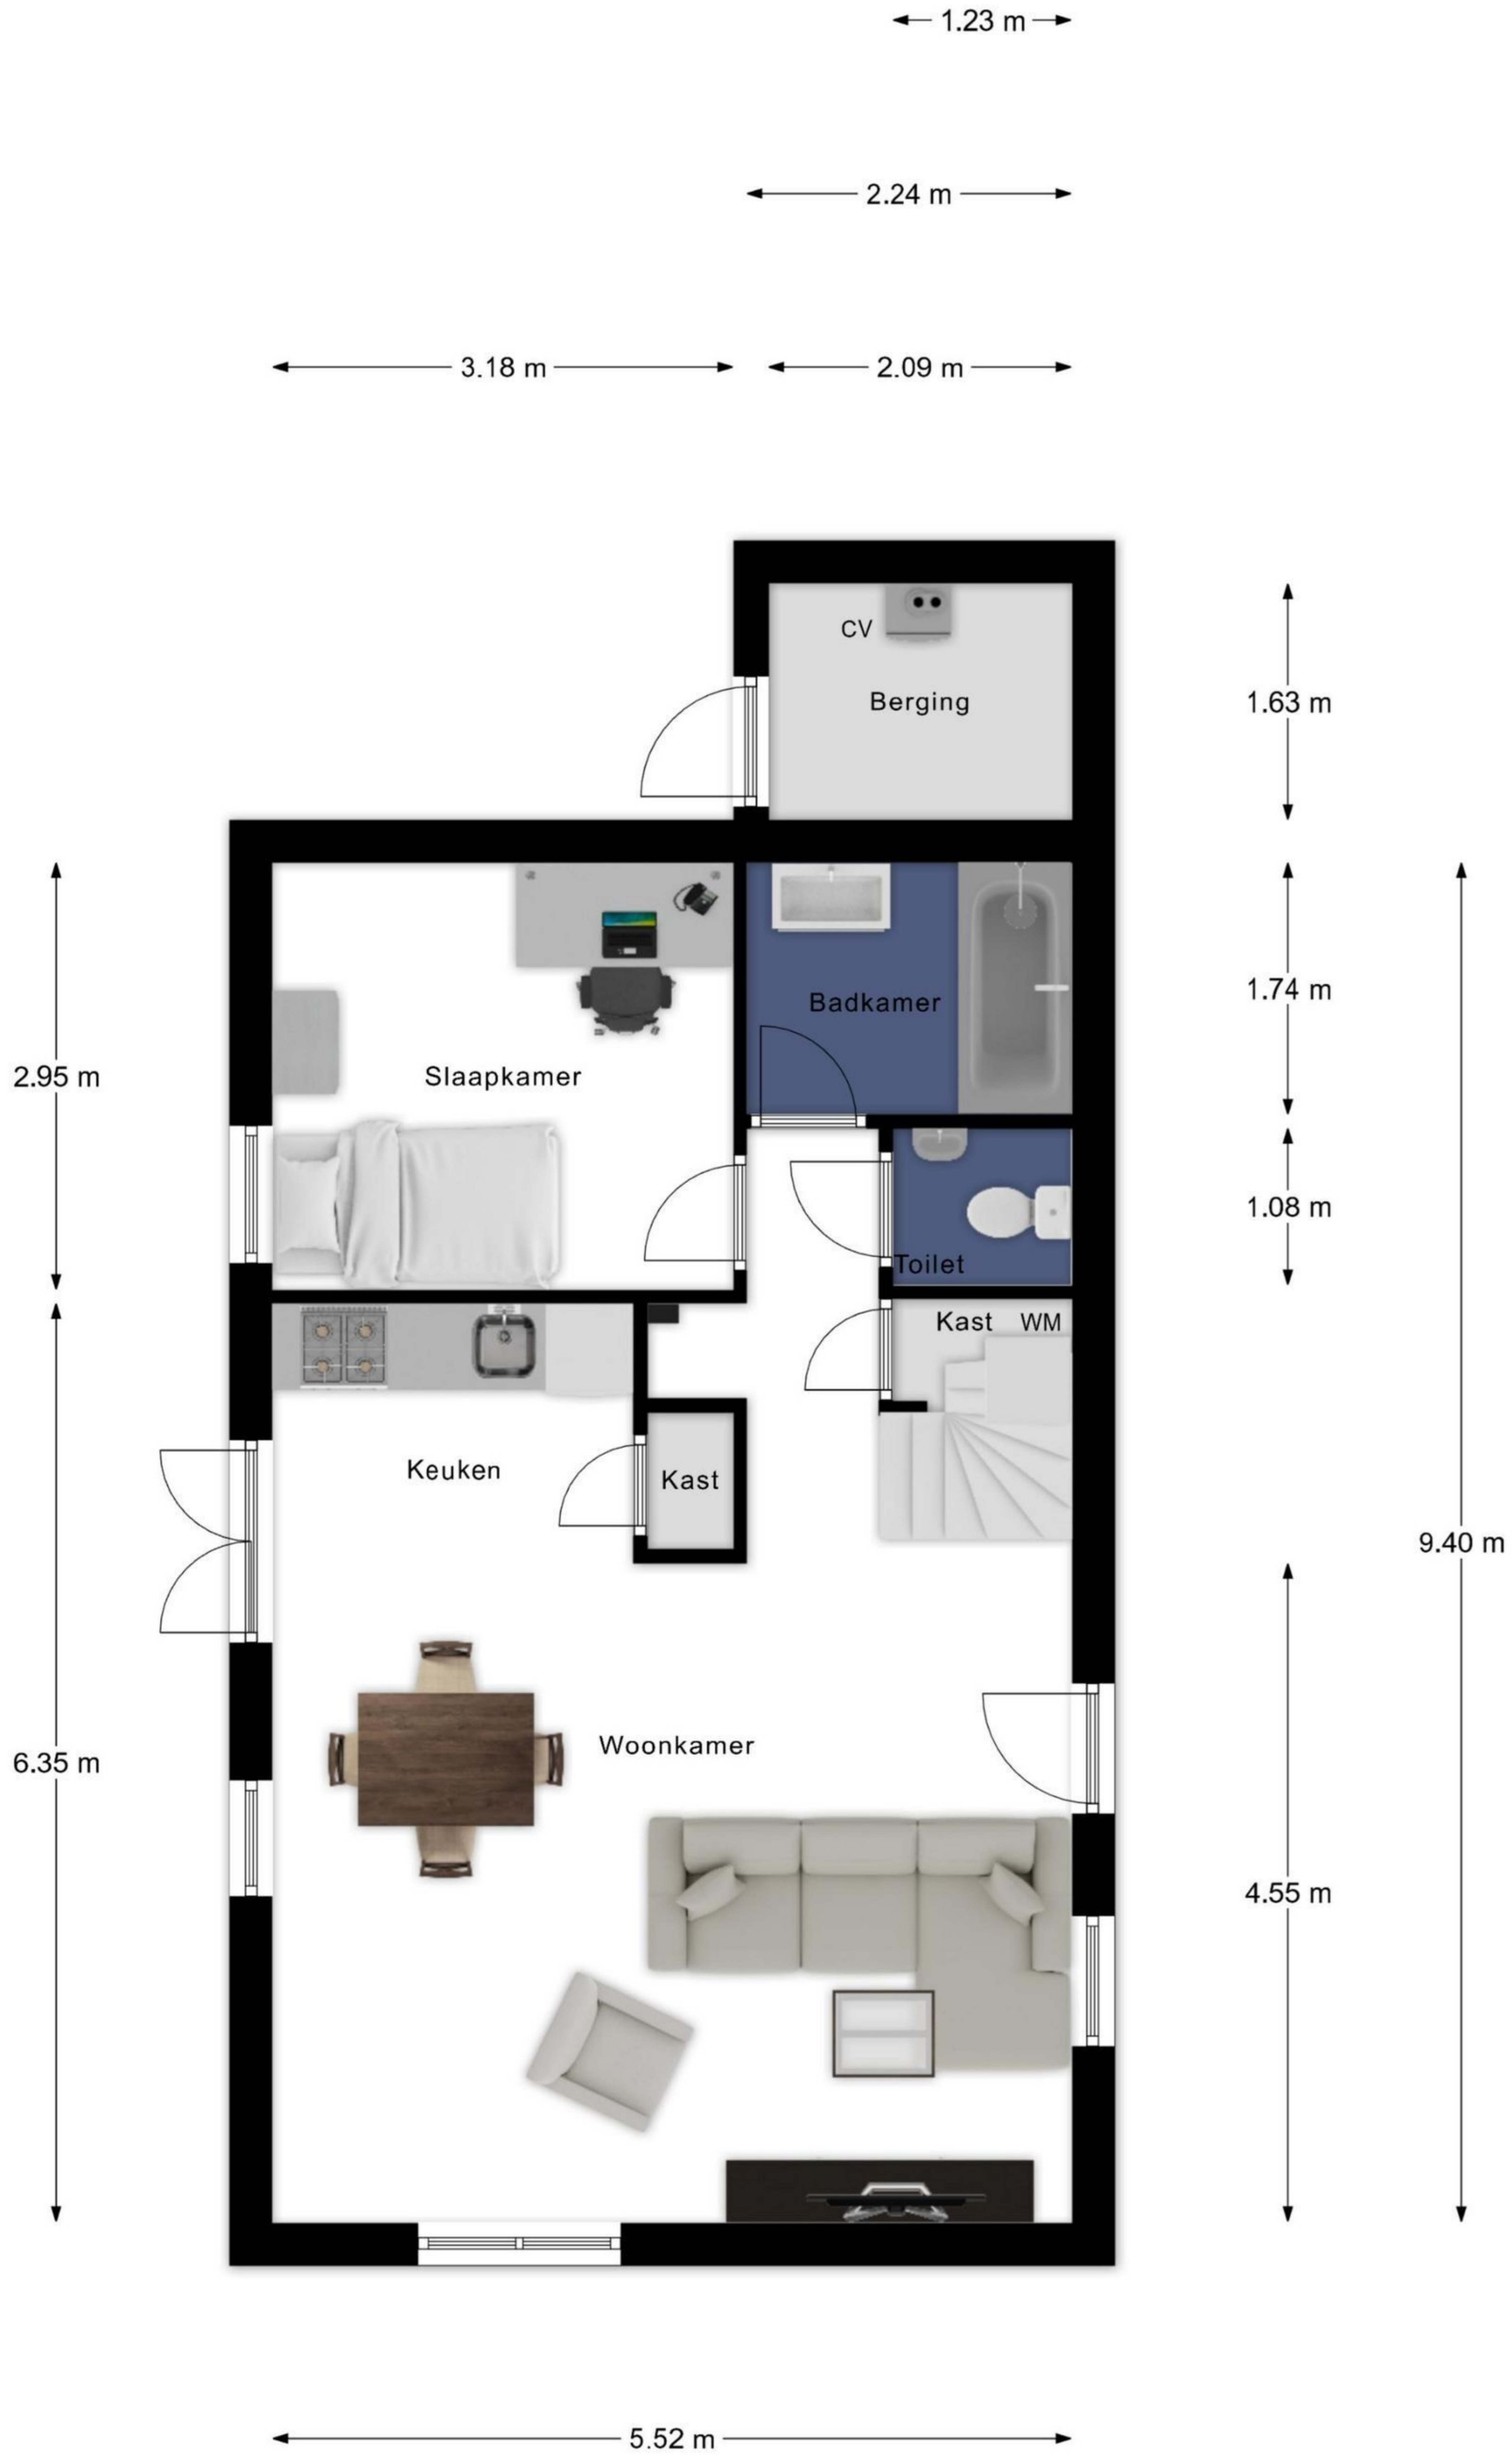 1.23 m
2.24 m
3.18 m
2.09 m
CV
Berging
1.63 m
Badkamer
1.74 m
Slaapkamer
2.95 m
1.08 m
Toilet
Kast WM
Keuken
Kast
9.40 m
Woonkamer
6.35 m
4.55 m
5.52 m